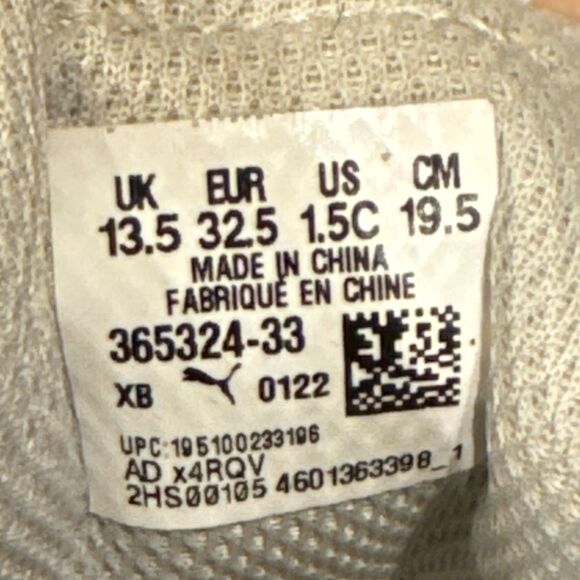 UK EUR US CM
13.5 32.5 1.5C 19.5
MADE IN CHINA
FABRIQUÉ EN CHINE
365324-33
XB 0122
UPC:195100233196
AD x4RQV
2HS00105 4601363398_1